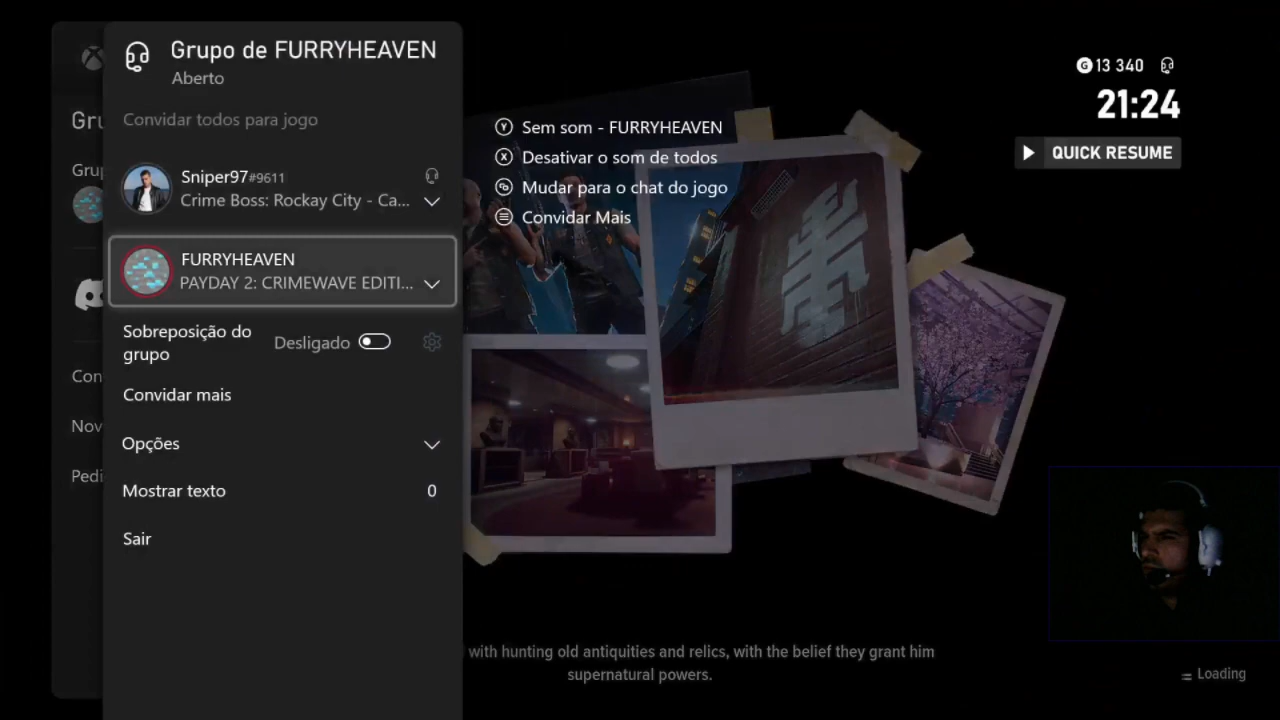 Grupo de FURRYHEAVEN
Aberto
Convidar todos para jogo
Sniper97#9611
Crime Boss: Rockay City - Ca...
FURRYHEAVEN
PAYDAY 2: CRIMEWAVE EDITI...
Sobreposição do
grupo
Desligado
Convidar mais
Opções
Mostrar texto 0
Sair
Gru
Grup
Con
Nov
Pedi
Y Sem som - FURRYHEAVEN
X Desativar o som de todos
Mudar para o chat do jogo
Convidar Mais
G 13 340
21:24
QUICK RESUME
with hunting old antiquities and relics, with the belief they grant him
supernatural powers.
Loading